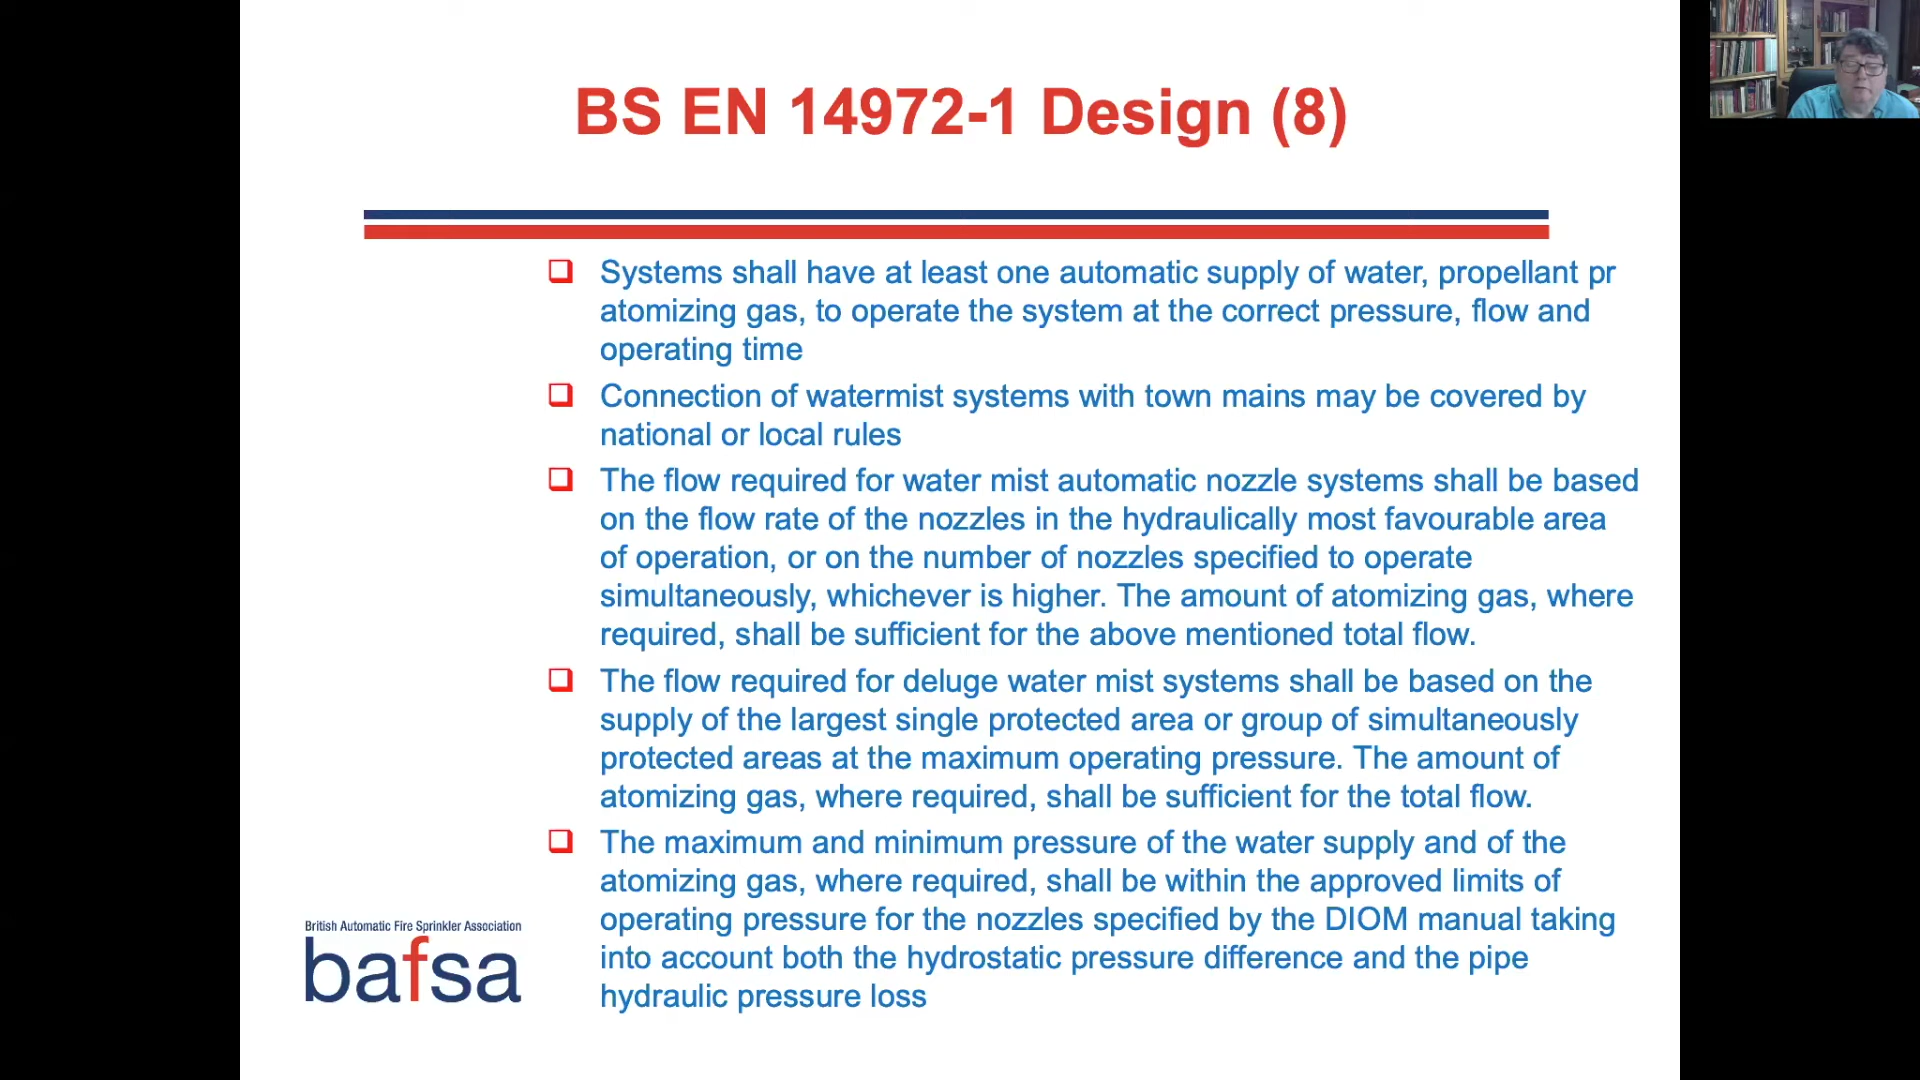 BS EN 14972-1 Design (8)
Systems shall have at least one automatic supply of water, propellant pr
atomizing gas, to operate the system at the correct pressure, flow and
operating time
Connection of watermist systems with town mains may be covered by
national or local rules
The flow required for water mist automatic nozzle systems shall be based
on the flow rate of the nozzles in the hydraulically most favourable area
of operation, or on the number of nozzles specified to operate
simultaneously, whichever is higher. The amount of atomizing gas, where
required, shall be sufficient for the above mentioned total flow.
The flow required for deluge water mist systems shall be based on the
supply of the largest single protected area or group of simultaneously
protected areas at the maximum operating pressure. The amount of
atomizing gas, where required, shall be sufficient for the total flow.
The maximum and minimum pressure of the water supply and of the
atomizing gas, where required, shall be within the approved limits of
operating pressure for the nozzles specified by the DIOM manual taking
into account both the hydrostatic pressure difference and the pipe
hydraulic pressure loss
British Automatic Fire Sprinkler Association
bafsa